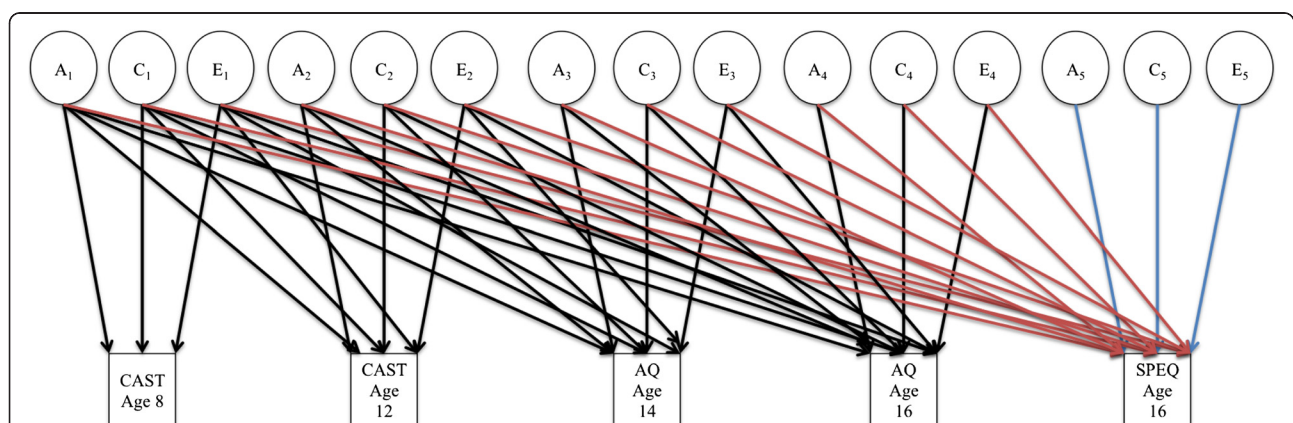 A₁ C₁ E₁ A₂ C₂ E₂ A₃ C₃ E₃ A₄ C₄ E₄ A₅ C₅ E₅
CAST
Age 8
CAST
Age
12
AQ
Age
14
AQ
Age
16
SPEQ
Age
16